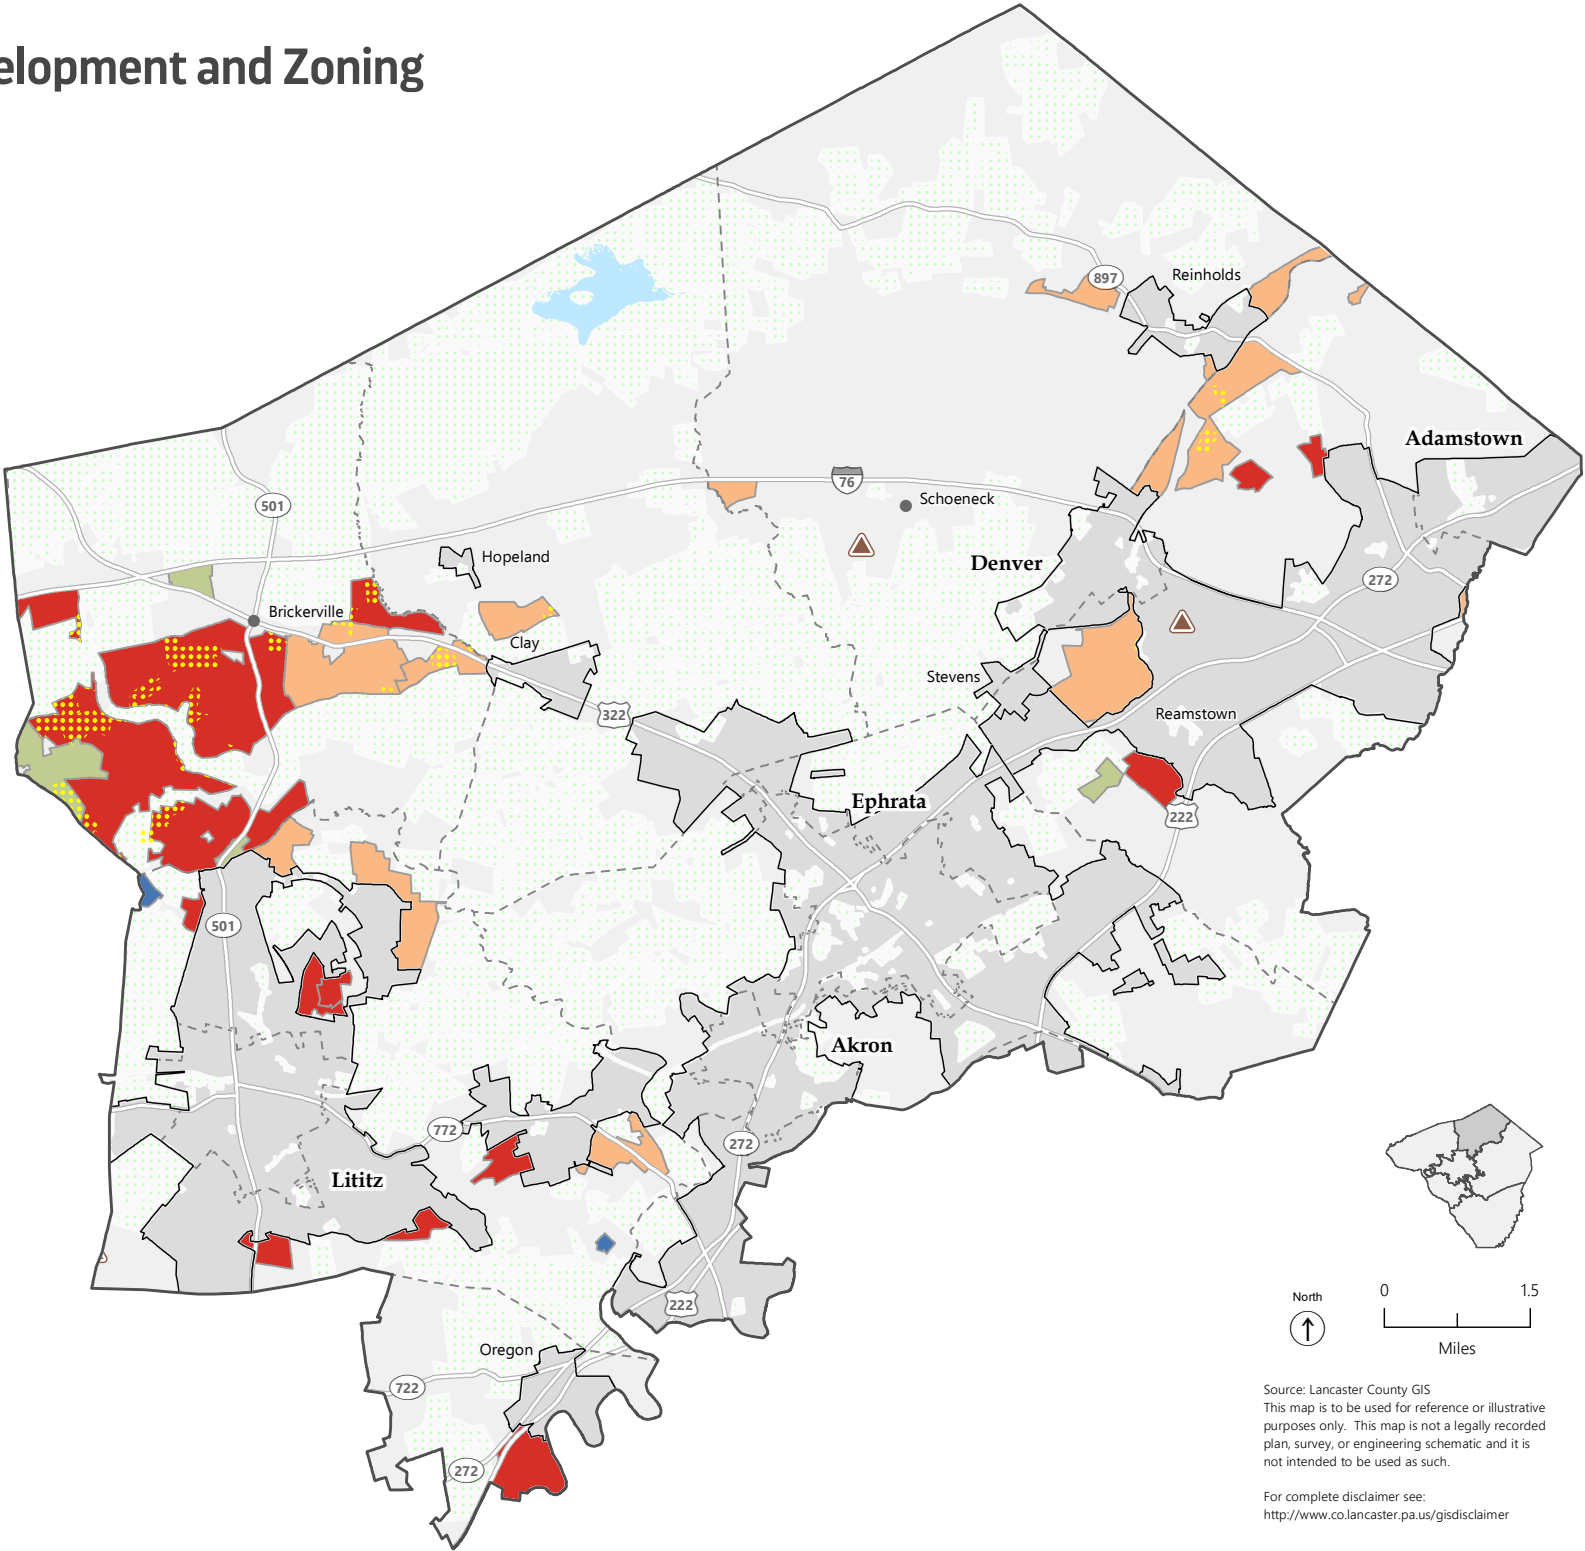 elopment and Zoning
897
Reinholds
Adamstown
501
76
Schoeneck
Hopeland
Denver
272
Brickerville
Clay
Stevens
322
Reamstown
Ephrata
222
501
Akron
772
272
Lititz
222
Oregon
722
272
0 1.5
Miles
North
Source: Lancaster County GIS
This map is to be used for reference or illustrative
purposes only. This map is not a legally recorded
plan, survey, or engineering schematic and it is
not intended to be used as such.
For complete disclaimer see:
http://www.co.lancaster.pa.us/gisdisclaimer